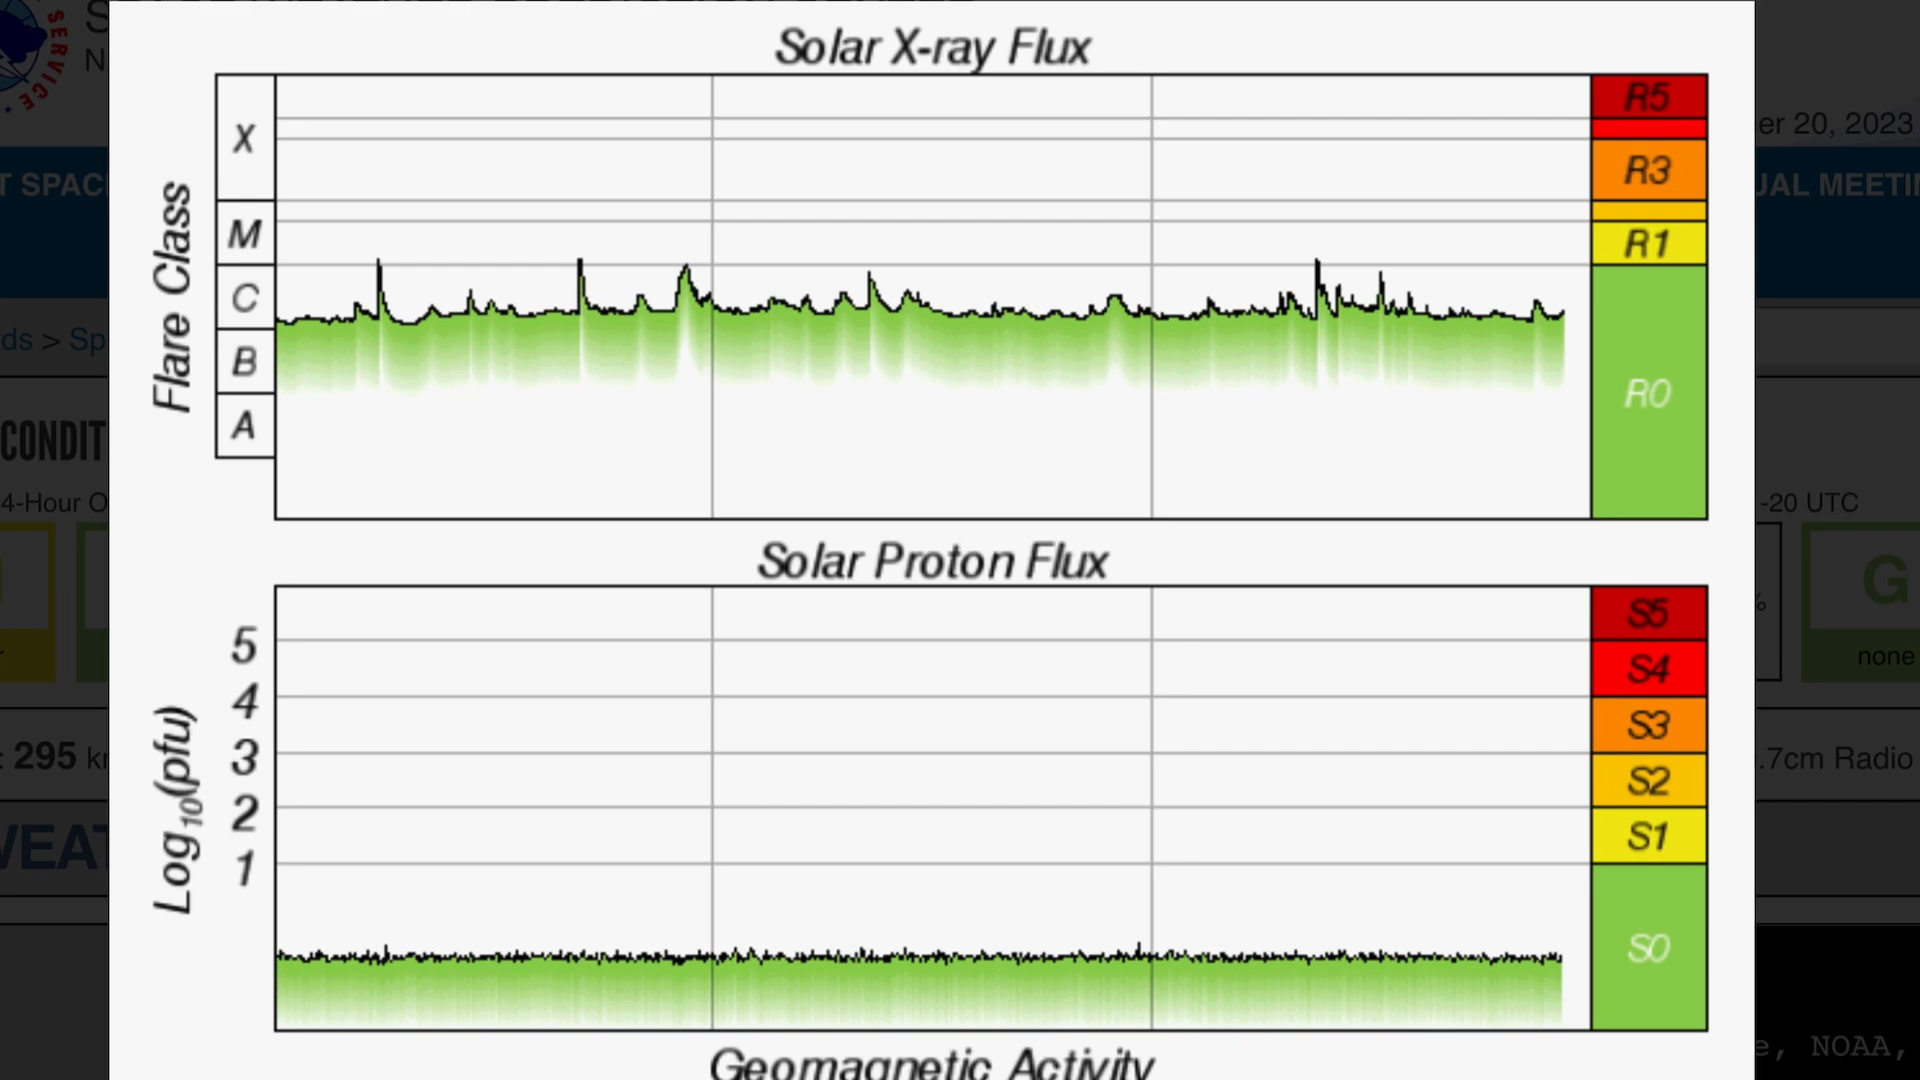 SERVICE
Solar X-ray Flux
Flare Class
X
M
C
B
A
R5
R3
R1
R0
er 20, 2023
T SPAC
UAL MEETI
ds > Sp
CONDIT
4-Hour O
-20 UTC
Solar Proton Flux
Log10(pfu)
5
4
3
2
1
S5
S4
S3
S2
S1
S0
G
none
: 295 k
.7cm Radio
WEAT
e, NOAA,
Geomagnetic Activity